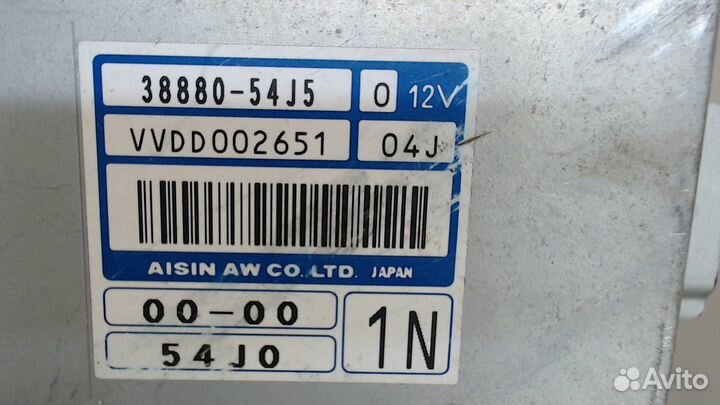 38880-54J5 0 12V
VVDD002651 04J
AISIN AW CO.,LTD. JAPAN
00-00
54J0
1N
Avito